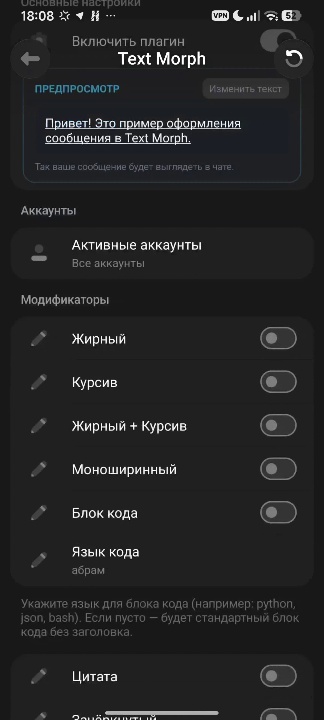 Основные настройки
18:08
VPN
52
Включить плагин
Text Morph
ПРЕДПРОСМОТР
Изменить текст
Привет! Это пример оформления
сообщения в Text Morph.
Так ваше сообщение будет выглядеть в чате.
Аккаунты
Активные аккаунты
Все аккаунты
Модификаторы
Жирный
Курсив
Жирный + Курсив
Моноширинный
Блок кода
Язык кода
абрам
Укажите язык для блока кода (например: python,
json, bash). Если пусто — будет стандартный блок
кода без заголовка.
Цитата
Зачёркнутый